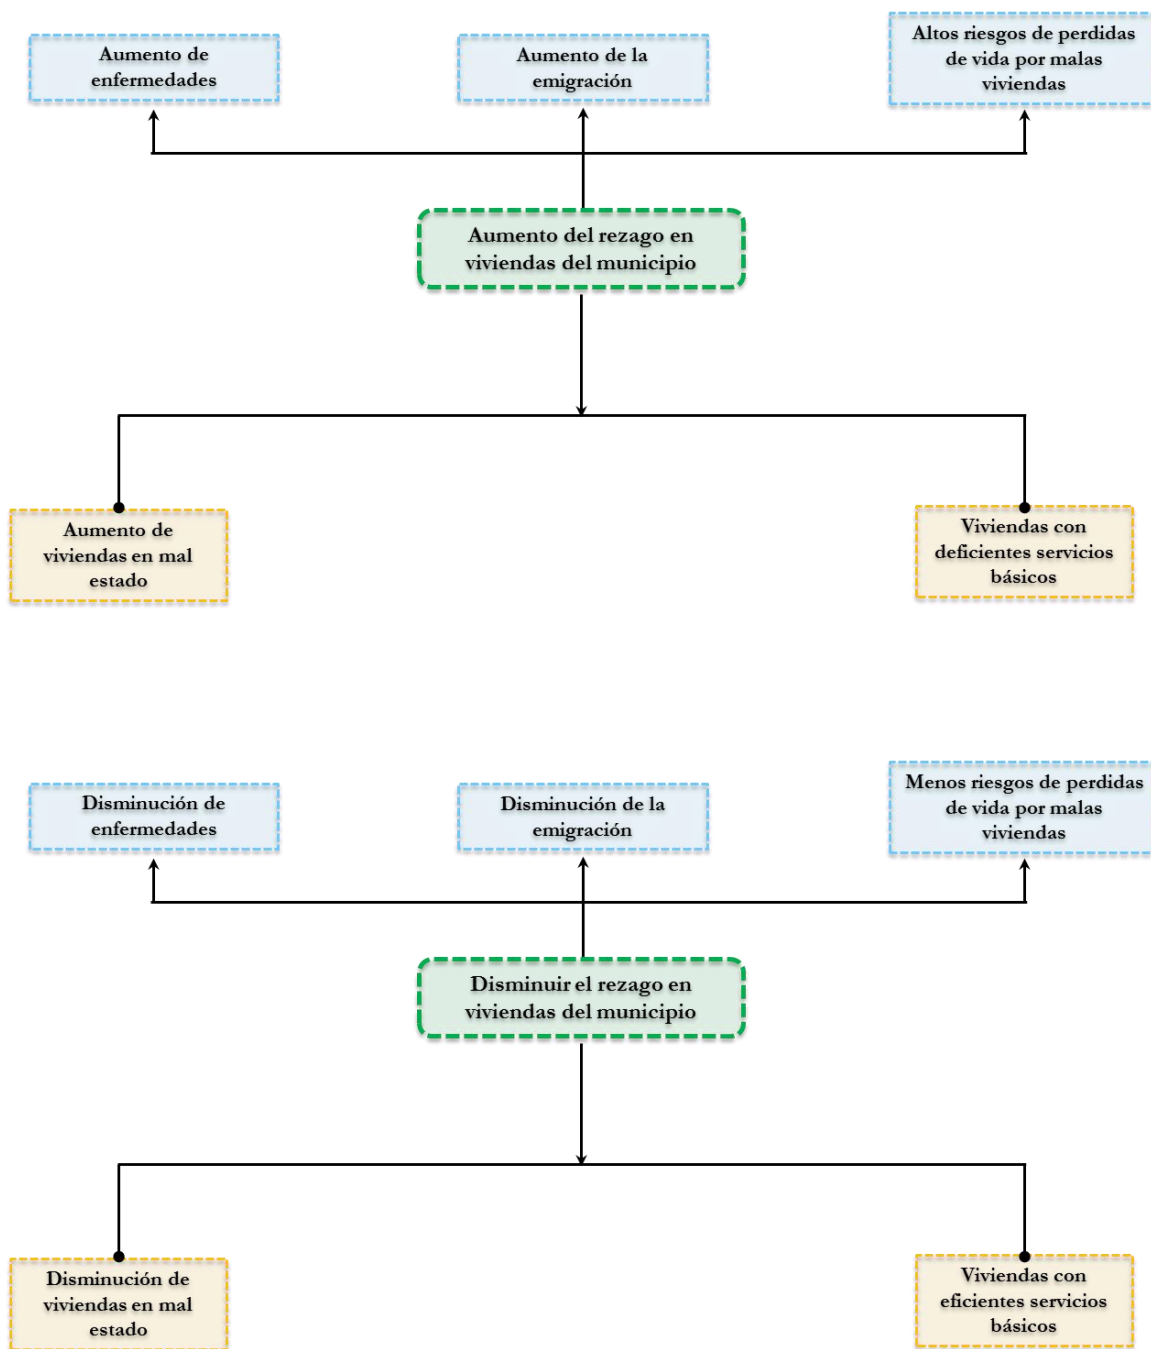 Aumento de
enfermedades
Aumento de la
emigración
Altos riesgos de perdidas
de vida por malas
viviendas
Aumento del rezago en
viviendas del municipio
Aumento de
viviendas en mal
estado
Viviendas con
deficientes servicios
básicos
Disminución de
enfermedades
Disminución de la
emigración
Menos riesgos de perdidas
de vida por malas
viviendas
Disminuir el rezago en
viviendas del municipio
Disminución de
viviendas en mal
estado
Viviendas con
eficientes servicios
básicos